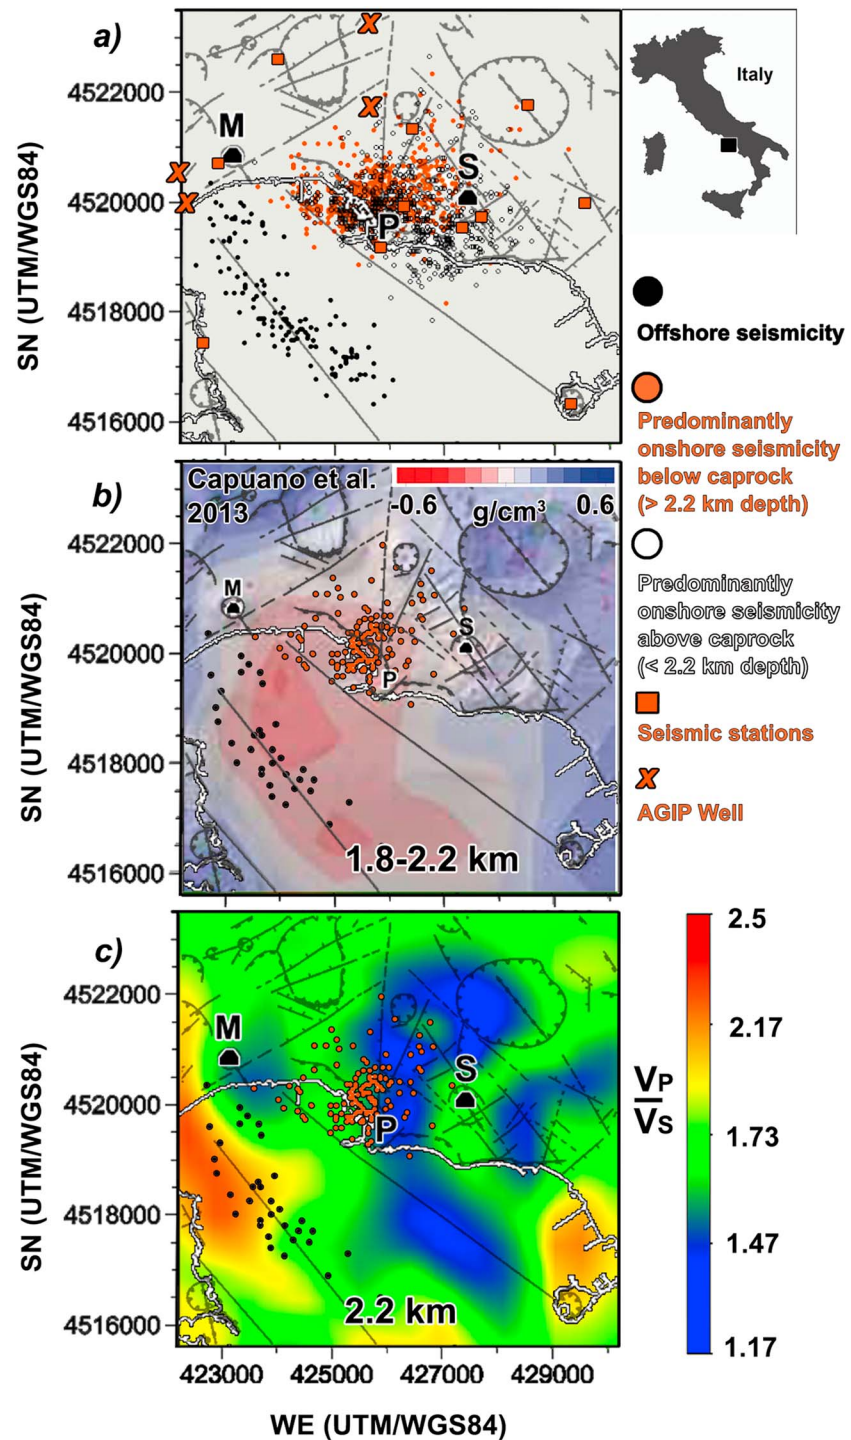 a)
SN (UTM/WGS84)
4522000
4520000
4518000
4516000
M
S
P
Italy
Offshore seismicity
Predominantly
onshore seismicity
below caprock
(> 2.2 km depth)
Predominantly
onshore seismicity
above caprock
(< 2.2 km depth)
Seismic stations
x
AGIP Well
b)
SN (UTM/WGS84)
Capuano et al.
2013
-0.6 g/cm³ 0.6
4522000
4520000
4518000
4516000
M
S
P
1.8-2.2 km
c)
SN (UTM/WGS84)
4522000
4520000
4518000
4516000
M
S
P
2.2 km
423000 425000 427000 429000
WE (UTM/WGS84)
2.5
2.17
1.73
1.47
1.17
VP
VS